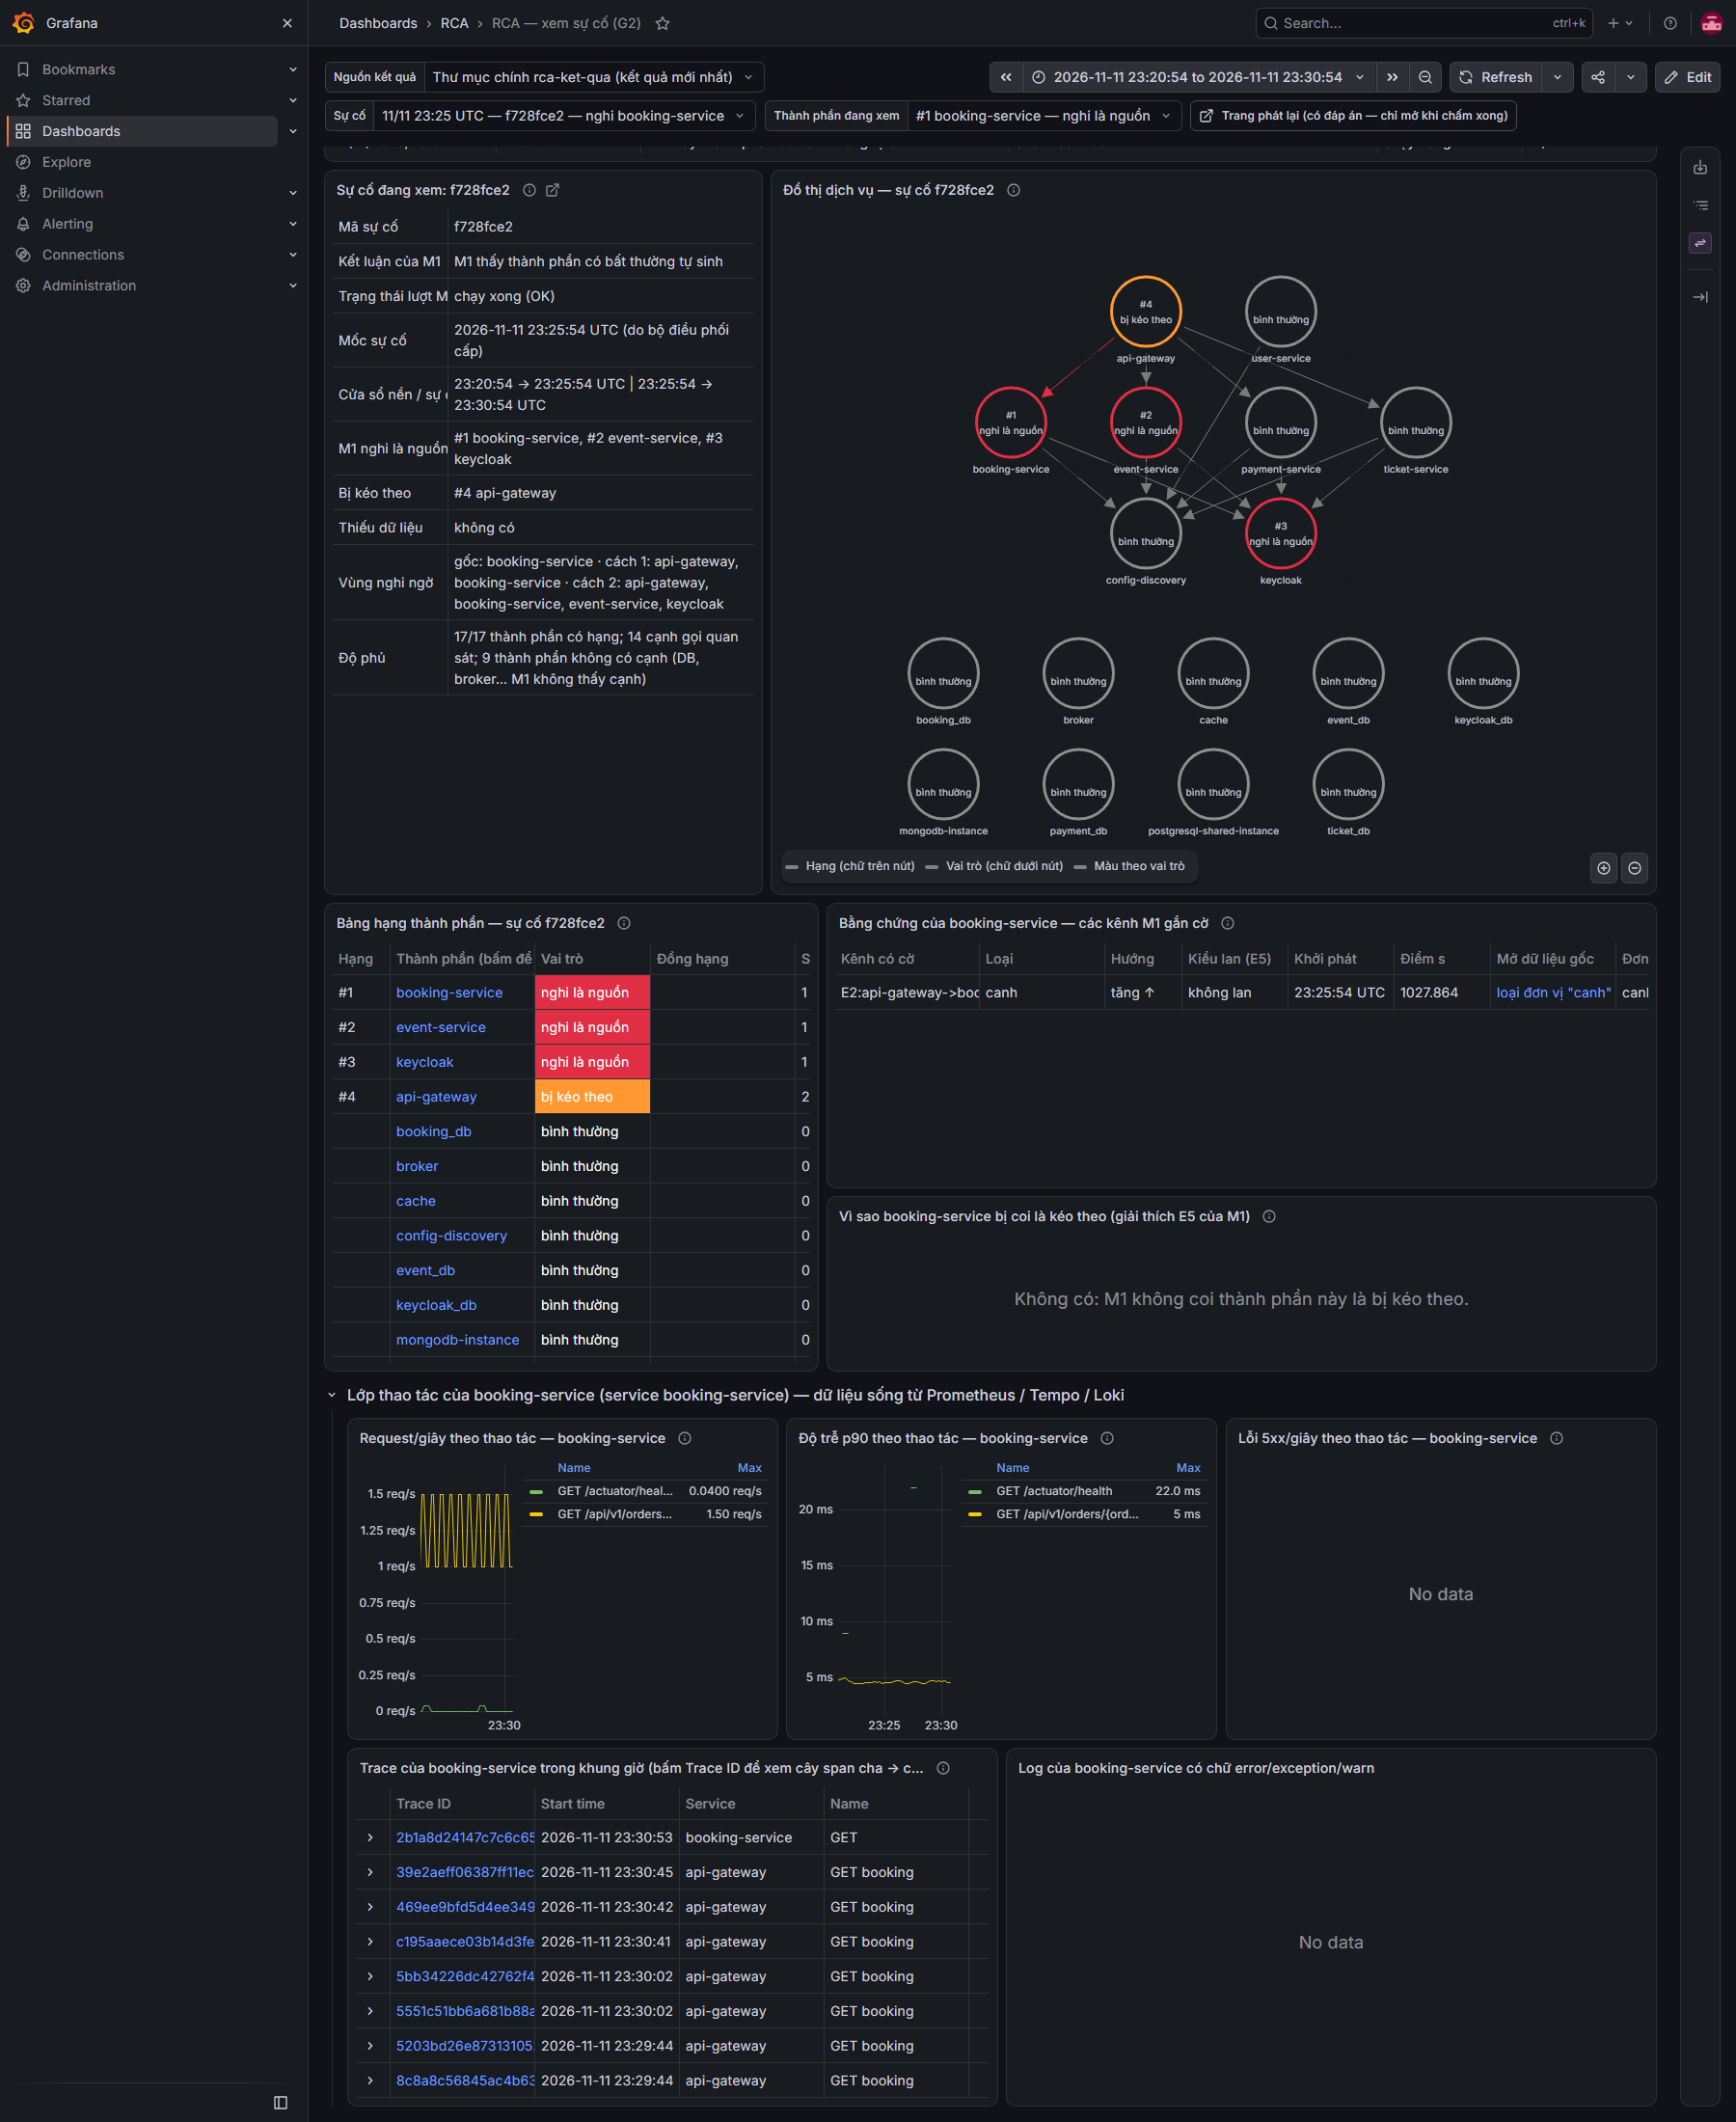 Grafana
Dashboards › RCA › RCA — xem sự cố (G2)
Search...
ctrl+k
Bookmarks
Starred
Dashboards
Explore
Drilldown
Alerting
Connections
Administration
Nguồn kết quả
Thư mục chính rca-ket-qua (kết quả mới nhất)
2026-11-11 23:20:54 to 2026-11-11 23:30:54
Refresh
Edit
Sự cố
11/11 23:25 UTC — f728fce2 — nghi booking-service
Thành phần đang xem
#1 booking-service — nghi là nguồn
Trang phát lại (có đáp án — chỉ mở khi chấm xong)
Sự cố đang xem: f728fce2
Mã sự cố
f728fce2
Kết luận của M1
M1 thấy thành phần có bất thường tự sinh
Trạng thái lượt M
chạy xong (OK)
Mốc sự cố
2026-11-11 23:25:54 UTC (do bộ điều phối
cấp)
Cửa sổ nền / sự
23:20:54 → 23:25:54 UTC | 23:25:54 →
23:30:54 UTC
M1 nghi là nguồn
#1 booking-service, #2 event-service, #3
keycloak
Bị kéo theo
#4 api-gateway
Thiếu dữ liệu
không có
Vùng nghi ngờ
gốc: booking-service · cách 1: api-gateway,
booking-service · cách 2: api-gateway,
booking-service, event-service, keycloak
Độ phủ
17/17 thành phần có hạng; 14 cạnh gọi quan
sát; 9 thành phần không có cạnh (DB,
broker... M1 không thấy cạnh)
Đồ thị dịch vụ — sự cố f728fce2
#4
bị kéo theo
api-gateway
bình thường
user-service
#1
nghi là nguồn
booking-service
#2
nghi là nguồn
event-service
bình thường
payment-service
bình thường
ticket-service
bình thường
config-discovery
#3
nghi là nguồn
keycloak
bình thường
booking_db
bình thường
broker
bình thường
cache
bình thường
event_db
bình thường
keycloak_db
bình thường
mongodb-instance
bình thường
payment_db
bình thường
postgresql-shared-instance
bình thường
ticket_db
Hạng (chữ trên nút)
Vai trò (chữ dưới nút)
Màu theo vai trò
Bảng hạng thành phần — sự cố f728fce2
Hạng
Thành phần (bấm để
Vai trò
Đồng hạng
S
#1 booking-service nghi là nguồn 1
#2 event-service nghi là nguồn 1
#3 keycloak nghi là nguồn 1
#4 api-gateway bị kéo theo 2
booking_db bình thường 0
broker bình thường 0
cache bình thường 0
config-discovery bình thường 0
event_db bình thường 0
keycloak_db bình thường 0
mongodb-instance bình thường 0
Bằng chứng của booking-service — các kênh M1 gắn cờ
Kênh có cờ Loại Hướng Kiểu lan (E5) Khởi phát Điểm s Mở dữ liệu gốc Đơn
E2:api-gateway->boo canh tăng ↑ không lan 23:25:54 UTC 1027.864 loại đơn vị "canh" canh
Vì sao booking-service bị coi là kéo theo (giải thích E5 của M1)
Không có: M1 không coi thành phần này là bị kéo theo.
Lớp thao tác của booking-service (service booking-service) — dữ liệu sống từ Prometheus / Tempo / Loki
Request/giây theo thao tác — booking-service
Name Max
GET /actuator/heal... 0.0400 req/s
GET /api/v1/orders... 1.50 req/s
1.5 req/s
1.25 req/s
1 req/s
0.75 req/s
0.5 req/s
0.25 req/s
0 req/s
23:30
Độ trễ p90 theo thao tác — booking-service
Name Max
GET /actuator/health 22.0 ms
GET /api/v1/orders/{ord... 5 ms
20 ms
15 ms
10 ms
5 ms
23:25 23:30
Lỗi 5xx/giây theo thao tác — booking-service
No data
Trace của booking-service trong khung giờ (bấm Trace ID để xem cây span cha → c...
Trace ID Start time Service Name
2b1a8d24147c7c6c65 2026-11-11 23:30:53 booking-service GET
39e2aeff06387ff11ec 2026-11-11 23:30:45 api-gateway GET booking
469ee9bfd5d4ee349 2026-11-11 23:30:42 api-gateway GET booking
c195aaece03b14d3fe 2026-11-11 23:30:41 api-gateway GET booking
5bb34226dc42762f4 2026-11-11 23:30:02 api-gateway GET booking
5551c51bb6a681b88a 2026-11-11 23:30:02 api-gateway GET booking
5203bd26e87313105 2026-11-11 23:29:44 api-gateway GET booking
8c8a8c56845ac4b63 2026-11-11 23:29:44 api-gateway GET booking
Log của booking-service có chữ error/exception/warn
No data